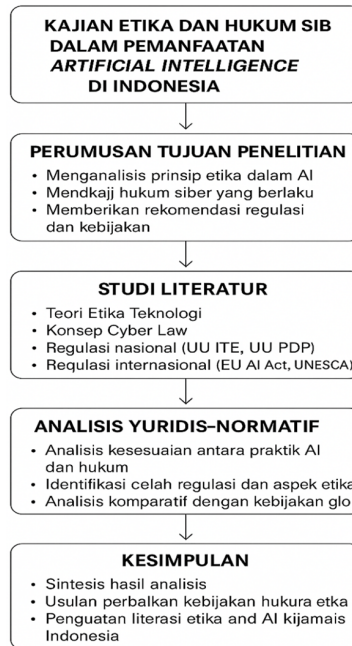 KAJIAN ETIKA DAN HUKUM SIB
DALAM PEMANFAATAN
ARTIFICIAL INTELLIGENCE
DI INDONESIA
PERUMUSAN TUJUAN PENELITIAN
• Menganalisis prinsip etika dalam AI
• Mendkajj hukum siber yang berlaku
• Memberikan rekomendasi regulasi
dan kebijakan
STUDI LITERATUR
• Teori Etika Teknologi
• Konsep Cyber Law
• Regulasi nasional (UU ITE, UU PDP)
• Requlasi internasional (EU AI Act, UNESCA)
ANALISIS YURIDIS–NORMATIF
• Analisis kesesuaian antara praktik AI
dan hukum
• Identifikasi celah regulasi dan aspek etika
• Analisis komparatif dengan kebijakan glo
KESIMPULAN
• Sintesis hasil analisis
• Usulan perbalkan kebijakan hukura etka
• Penguatan literasi etika and AI kijamais
Indonesia